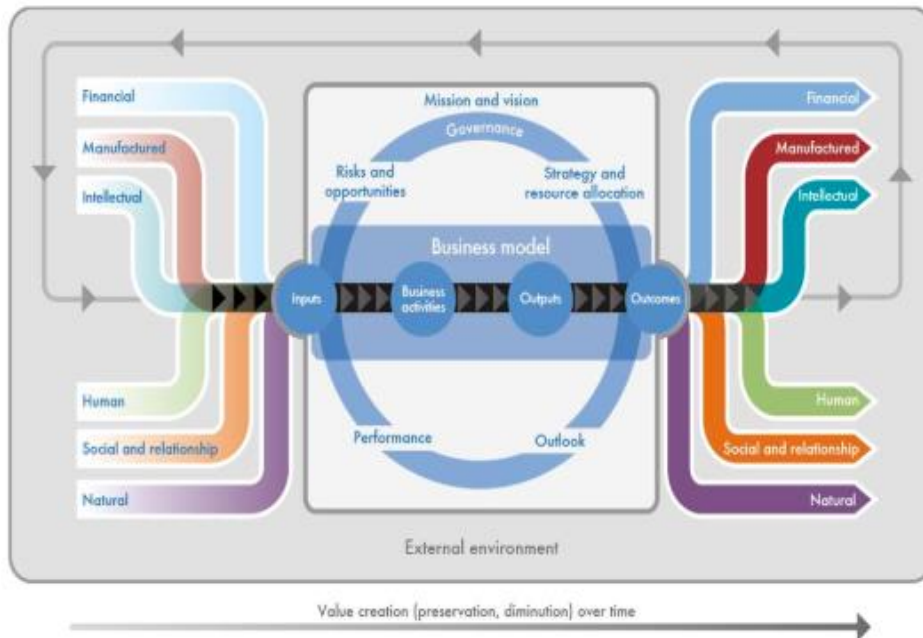 Financial
Manufactured
Intellectual
Human
Social and relationship
Natural
Mission and vision
Governance
Risks and
opportunities
Strategy and
resource allocation
Business model
Inputs
Business
activities
Outputs
Outcomes
Performance
Outlook
Financial
Manufactured
Intellectual
Human
Social and relationship
Natural
External environment
Value creation (preservation, diminution) over time